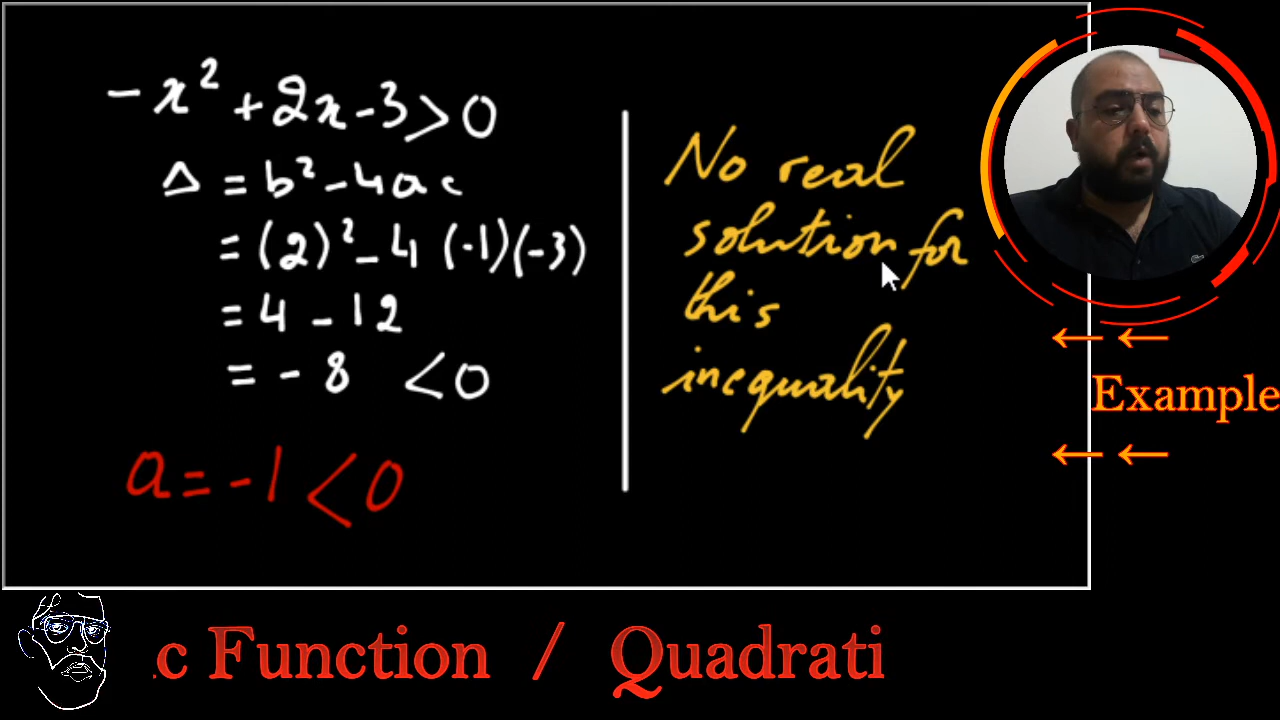 -x² + 2x - 3 > 0
Δ = b² - 4ac
= (2)² - 4 (-1)(-3)
= 4 - 12
= - 8 < 0
a = -1 < 0
No real
solution for
this
inequality
← ←
Example
← ←
c Function / Quadrati